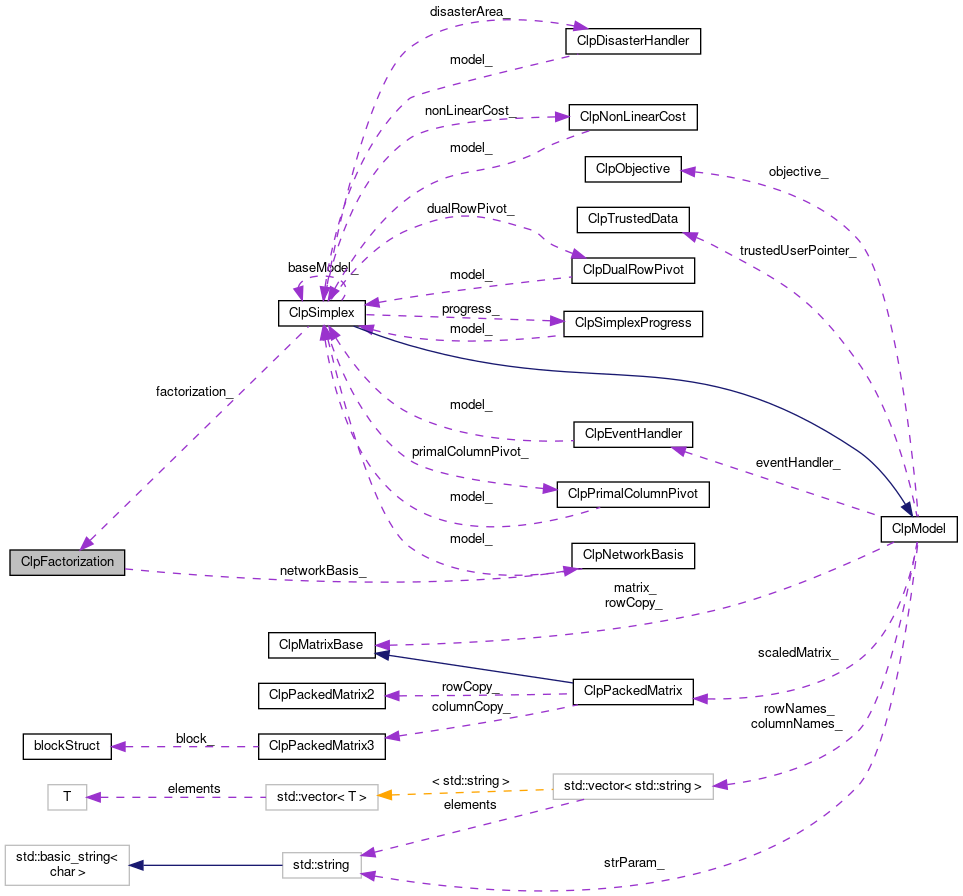 disasterArea_
ClpDisasterHandler
model_
nonLinearCost_
ClpNonLinearCost
model_
ClpObjective
objective_
dualRowPivot_
ClpTrustedData
trustedUserPointer_
baseModel_
model_
ClpDualRowPivot
ClpSimplex
progress_
model_
ClpSimplexProgress
factorization_
model_
ClpEventHandler
primalColumnPivot_
eventHandler_
model_
ClpPrimalColumnPivot
ClpModel
model_
ClpNetworkBasis
ClpFactorization
networkBasis_
matrix_
rowCopy_
ClpMatrixBase
scaledMatrix_
ClpPackedMatrix2
rowCopy_
columnCopy_
ClpPackedMatrix
rowNames_
columnNames_
blockStruct
block_
ClpPackedMatrix3
T
elements
std::vector< T >
< std::string >
elements
std::vector< std::string >
std::basic_string<
char >
std::string
strParam_